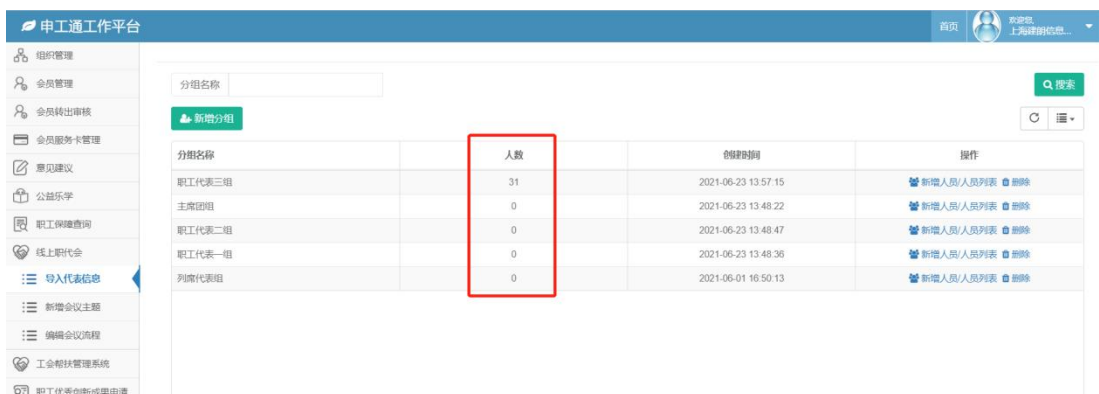 申工通工作平台
首页
欢迎您,
上海建朗信息...
组织管理
会员管理
会员转出审核
会员服务卡管理
意见建议
公益乐学
职工保障查询
线上职代会
导入代表信息
新增会议主题
编辑会议流程
工会帮扶管理系统
职工优秀创新成果申请
分组名称
搜索
新增分组
分组名称 人数 创建时间 操作
职工代表三组 31 2021-06-23 13:57:15 新增人员/人员列表 删除
主席团组 0 2021-06-23 13:48:22 新增人员/人员列表 删除
职工代表二组 0 2021-06-23 13:48:47 新增人员/人员列表 删除
职工代表一组 0 2021-06-23 13:48:36 新增人员/人员列表 删除
列席代表组 0 2021-06-01 16:50:13 新增人员/人员列表 删除